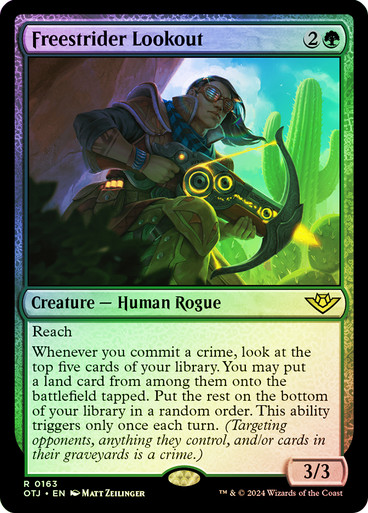 Freestrider Lookout 2
Creature — Human Rogue
Reach
Whenever you commit a crime, look at the
top five cards of your library. You may put
a land card from among them onto the
battlefield tapped. Put the rest on the bottom
of your library in a random order. This ability
triggers only once each turn. (Targeting
opponents, anything they control, and/or cards in
their graveyards is a crime.)
3/3
R 0163
OTJ • EN Matt Zeilinger ™ & © 2024 Wizards of the Coast